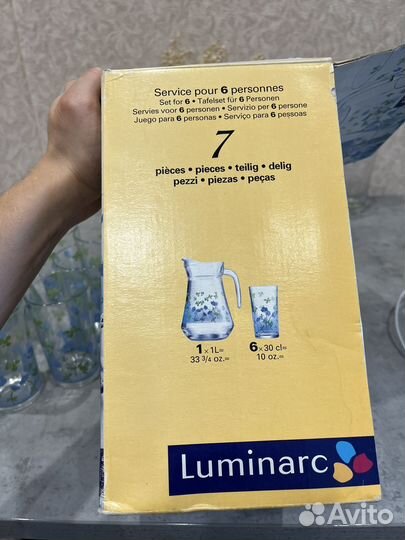 Service pour 6 personnes
Set for 6 • Tafelset für 6 Personen
Servies voor 6 personen • Servizio per 6 persone
Juego para 6 personas • Serviço para 6 pessoas
7
pièces • pieces • teilig • delig
pezzi • piezas • peças
1 x 1L≈ 6 x 30 cl≈
33 3/4 oz.≈ 10 oz.≈
Luminarc
Avito